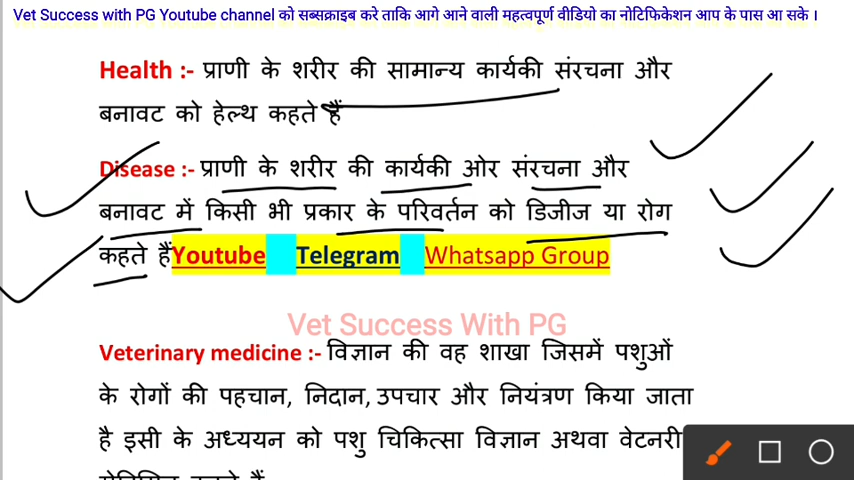 Vet Success with PG Youtube channel को सब्सक्राइब करे ताकि आगे आने वाली महत्वपूर्ण वीडियो का नोटिफिकेशन आप के पास आ सके ।
Health :- प्राणी के शरीर की सामान्य कार्यकी संरचना और
बनावट को हेल्थ कहते हैं
Disease :- प्राणी के शरीर की कार्यकी ओर संरचना और
बनावट में किसी भी प्रकार के परिवर्तन को डिजीज या रोग
कहते हैंYoutube Telegram Whatsapp Group
Vet Success With PG
Veterinary medicine :- विज्ञान की वह शाखा जिसमें पशुओं
के रोगों की पहचान, निदान, उपचार और नियंत्रण किया जाता
है इसी के अध्ययन को पशु चिकित्सा विज्ञान अथवा वेटनरी